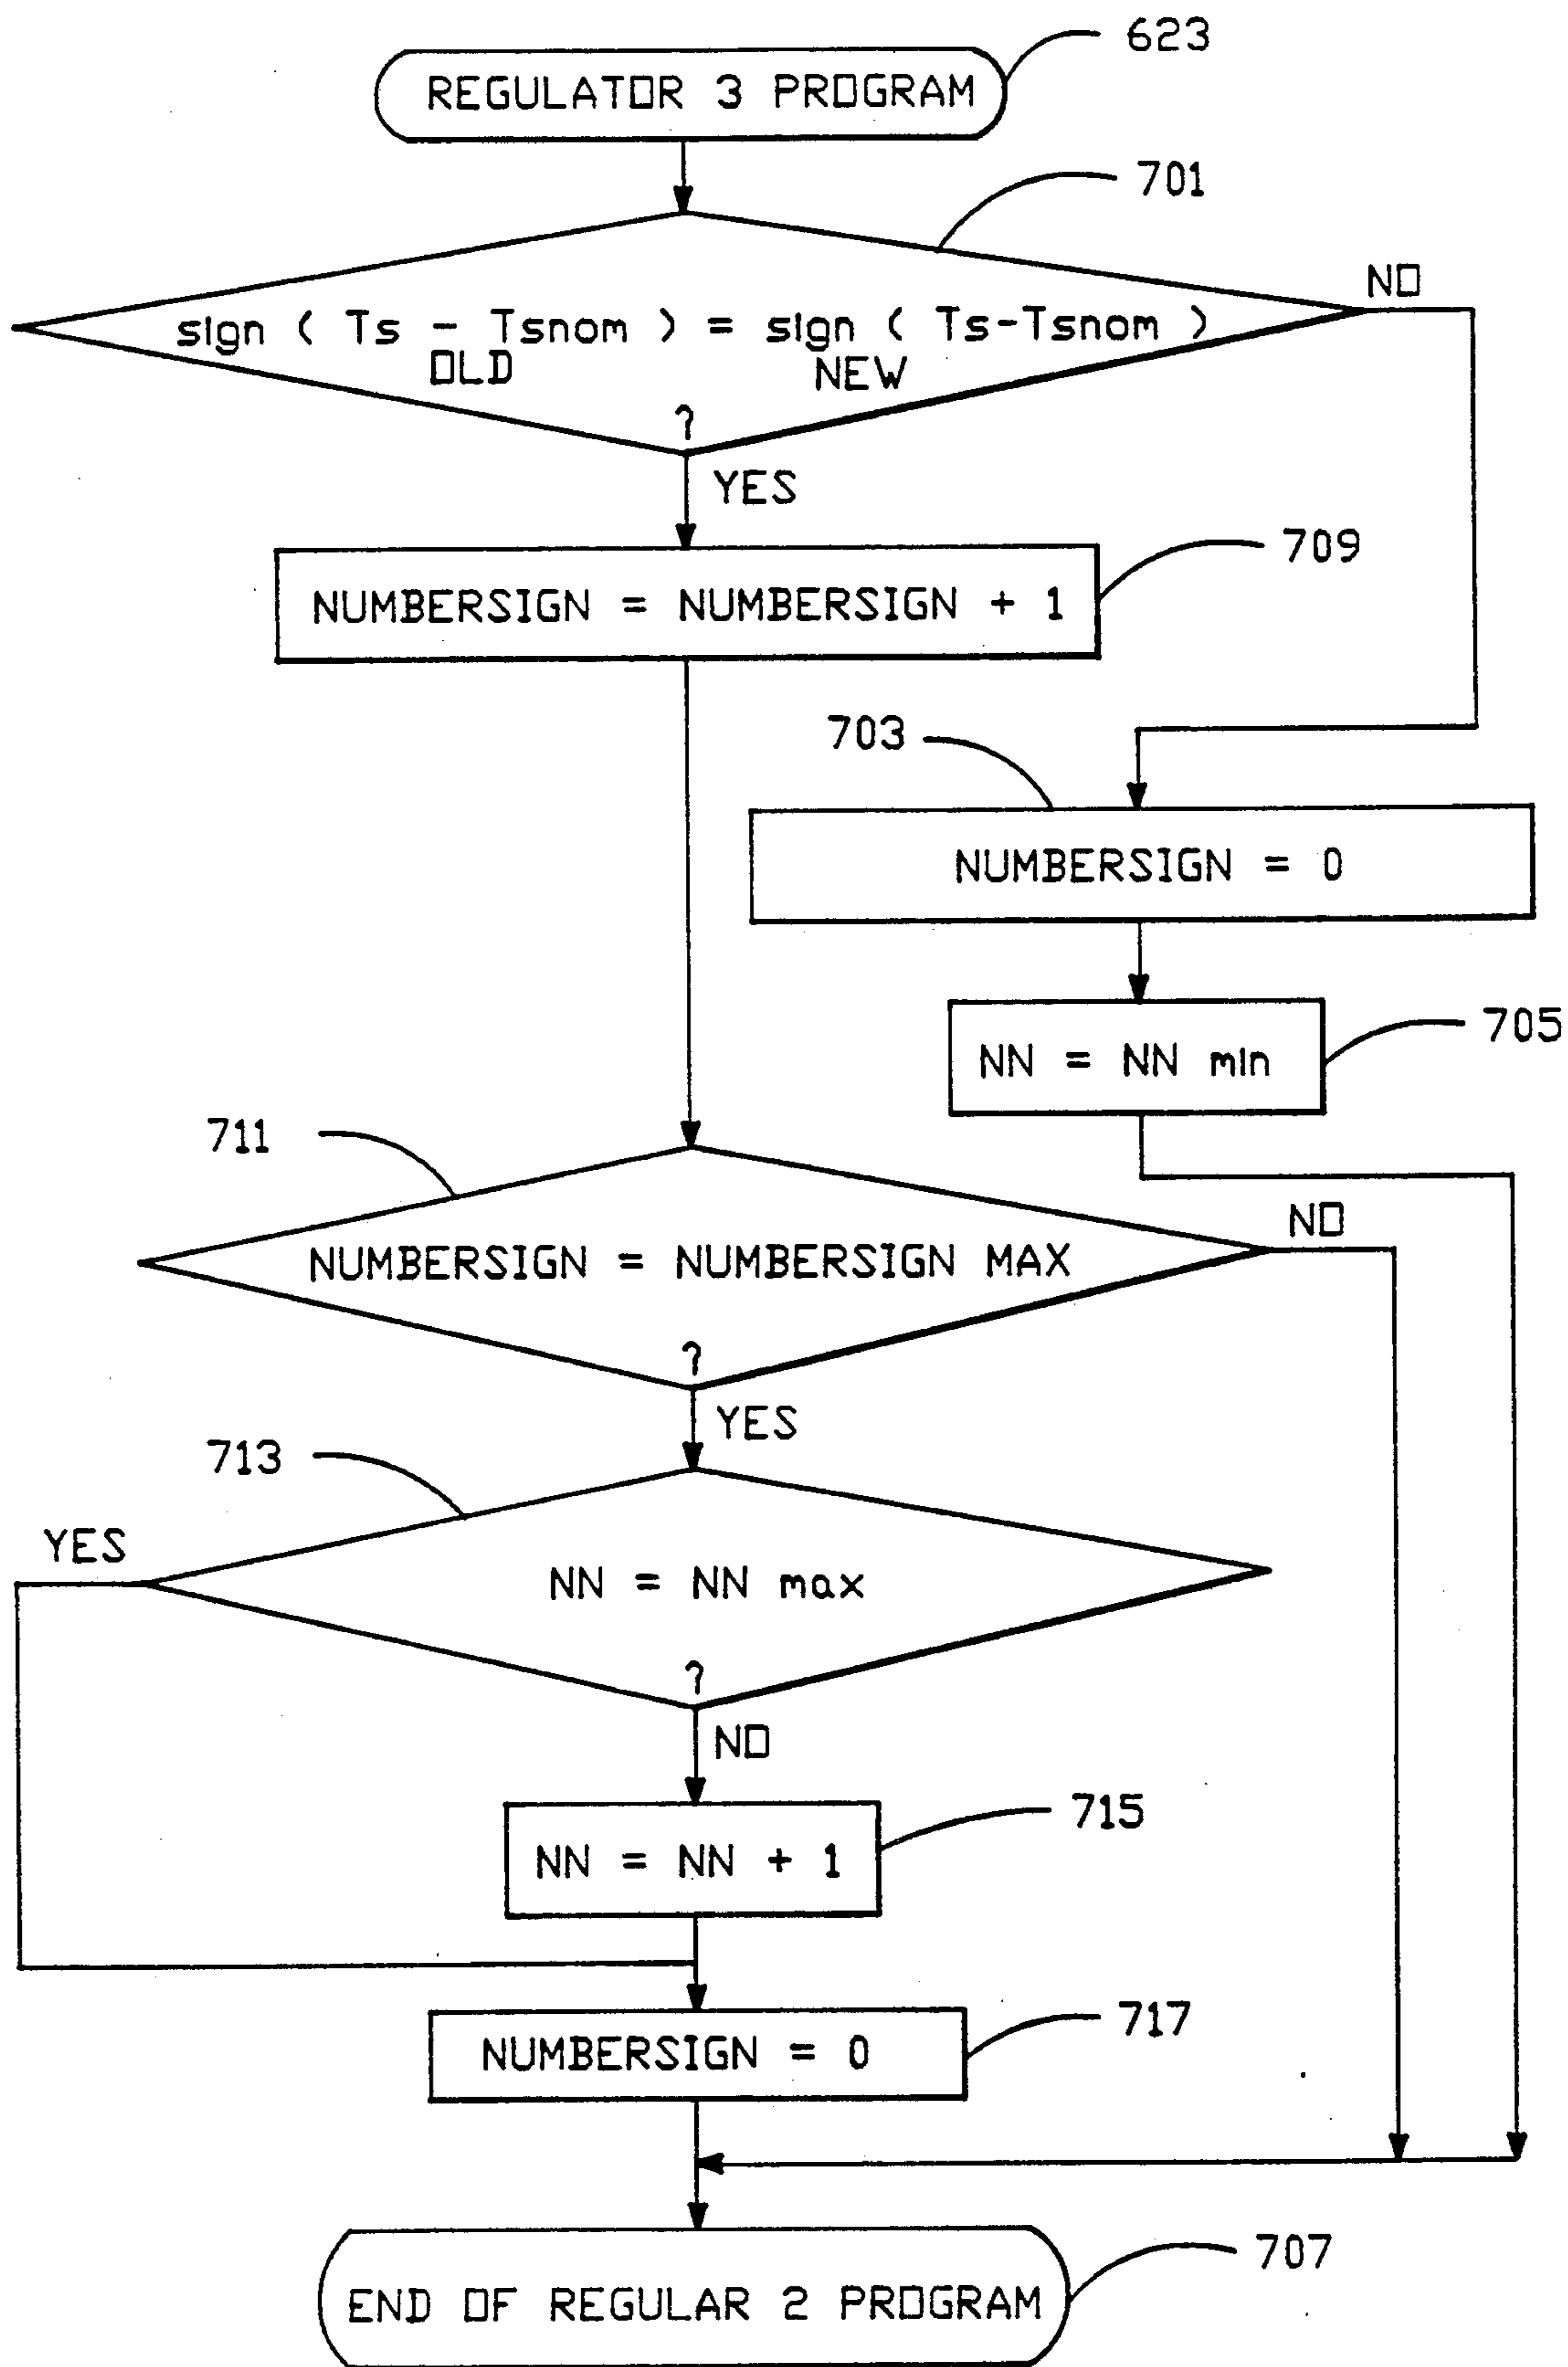 623
REGULATOR 3 PROGRAM
701
NO
sign ( Ts - Tsnom ) = sign ( Ts-Tsnom )
OLD NEW
?
YES
709
NUMBERSIGN = NUMBERSIGN + 1
703
NUMBERSIGN = 0
705
NN = NN min
711
NO
NUMBERSIGN = NUMBERSIGN MAX
?
YES
713
YES
NN = NN max
?
NO
715
NN = NN + 1
717
NUMBERSIGN = 0
707
END OF REGULAR 2 PROGRAM